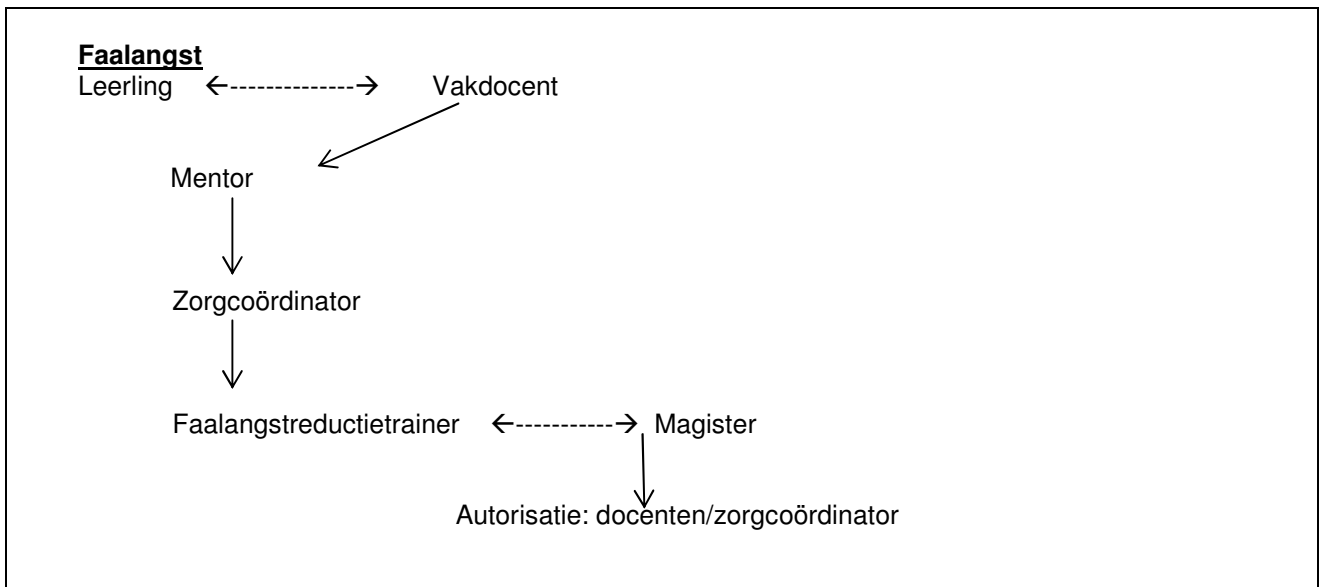 Faalangst
Leerling ←--------------→ Vakdocent
Mentor
Zorgcoördinator
Faalangstreductietrainer ←-----------→ Magister
Autorisatie: docenten/zorgcoördinator